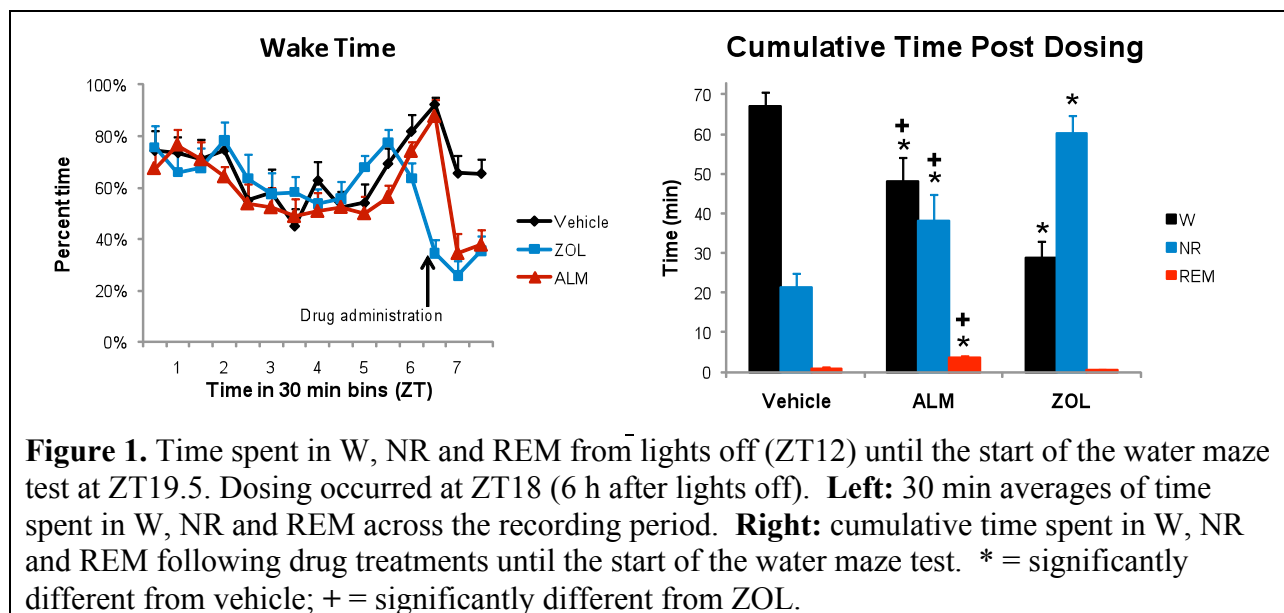 Wake Time
100%
80%
60%
40%
20%
0%
Percent time
1 2 3 4 5 6 7
Time in 30 min bins (ZT)
Drug administration
Vehicle
ZOL
ALM
Cumulative Time Post Dosing
70
60
50
40
30
20
10
0
Time (min)
+
*
+
*
+
*
*
*
Vehicle ALM ZOL
W
NR
REM
Figure 1. Time spent in W, NR and REM from lights off (ZT12) until the start of the water maze
test at ZT19.5. Dosing occurred at ZT18 (6 h after lights off). Left: 30 min averages of time
spent in W, NR and REM across the recording period. Right: cumulative time spent in W, NR
and REM following drug treatments until the start of the water maze test. * = significantly
different from vehicle; + = significantly different from ZOL.